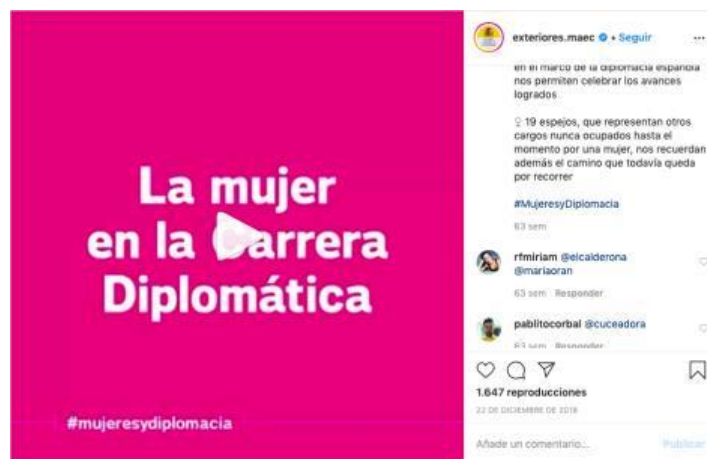 La mujer
en la Carrera
Diplomática
#mujeresydiplomacia
exteriores.maec • Seguir
en el marco de la diplomacia española
nos permiten celebrar los avances
logrados
♀ 19 espejos, que representan otros
cargos nunca ocupados hasta el
momento por una mujer, nos recuerdan
además el camino que todavía queda
por recorrer
#MujeresyDiplomacia
63 sem
rfmiriam @elcalderona
@mariaoran
63 sem Responder
pablitocorbal @cuceadora
63 sem Responder
1.647 reproducciones
22 DE DICIEMBRE DE 2018
Añade un comentario... Publicar